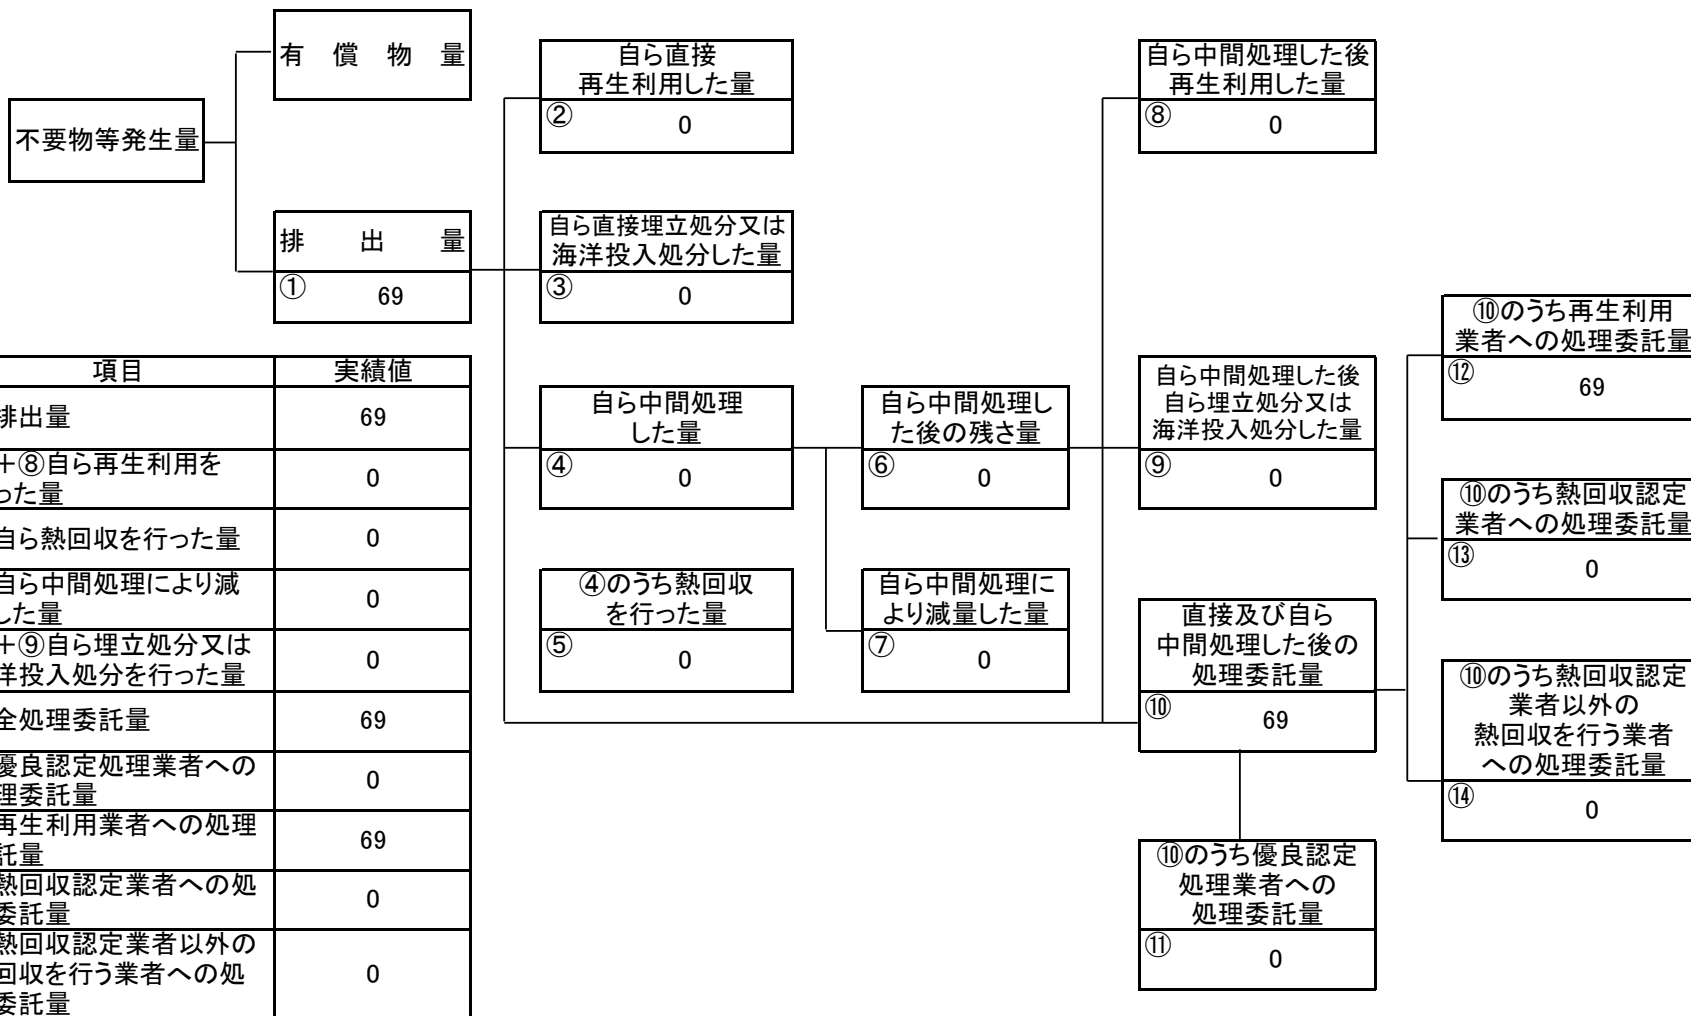 有償物量
不要物等発生量
排出量
①
69
自ら直接
再生利用した量
②
0
自ら直接埋立処分又は
海洋投入処分した量
③
0
自ら中間処理
した量
④
0
④のうち熱回収
を行った量
⑤
0
自ら中間処理し
た後の残さ量
⑥
0
自ら中間処理に
より減量した量
⑦
0
自ら中間処理した後
再生利用した量
⑧
0
自ら中間処理した後
自ら埋立処分又は
海洋投入処分した量
⑨
0
直接及び自ら
中間処理した後の
処理委託量
⑩
69
⑩のうち優良認定
処理業者への
処理委託量
⑪
0
⑩のうち再生利用
業者への処理委託量
⑫
69
⑩のうち熱回収認定
業者への処理委託量
⑬
0
⑩のうち熱回収認定
業者以外の
熱回収を行う業者
への処理委託量
⑭
0
項目 実績値
排出量 69
+⑧自ら再生利用を
った量 0
自ら熱回収を行った量 0
自ら中間処理により減
した量 0
+⑨自ら埋立処分又は
洋投入処分を行った量 0
全処理委託量 69
優良認定処理業者への
理委託量 0
再生利用業者への処理
託量 69
熱回収認定業者への処
委託量 0
熱回収認定業者以外の
回収を行う業者への処
委託量 0